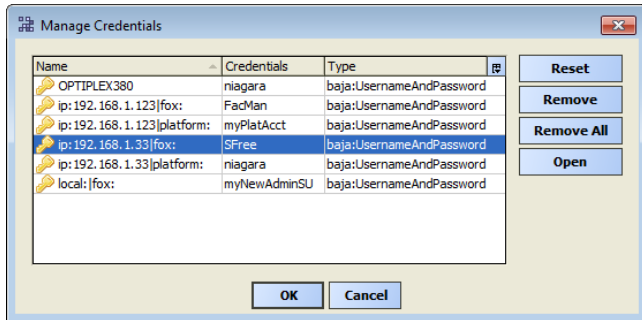 Manage Credentials
Name Credentials Type
OPTIPLEX380 niagara baja:UsernameAndPassword
ip:192.168.1.123|fox: FacMan baja:UsernameAndPassword
ip:192.168.1.123|platform: myPlatAcct baja:UsernameAndPassword
ip:192.168.1.33|fox: SFree baja:UsernameAndPassword
ip:192.168.1.33|platform: niagara baja:UsernameAndPassword
local:|fox: myNewAdminSU baja:UsernameAndPassword
Reset
Remove
Remove All
Open
OK Cancel